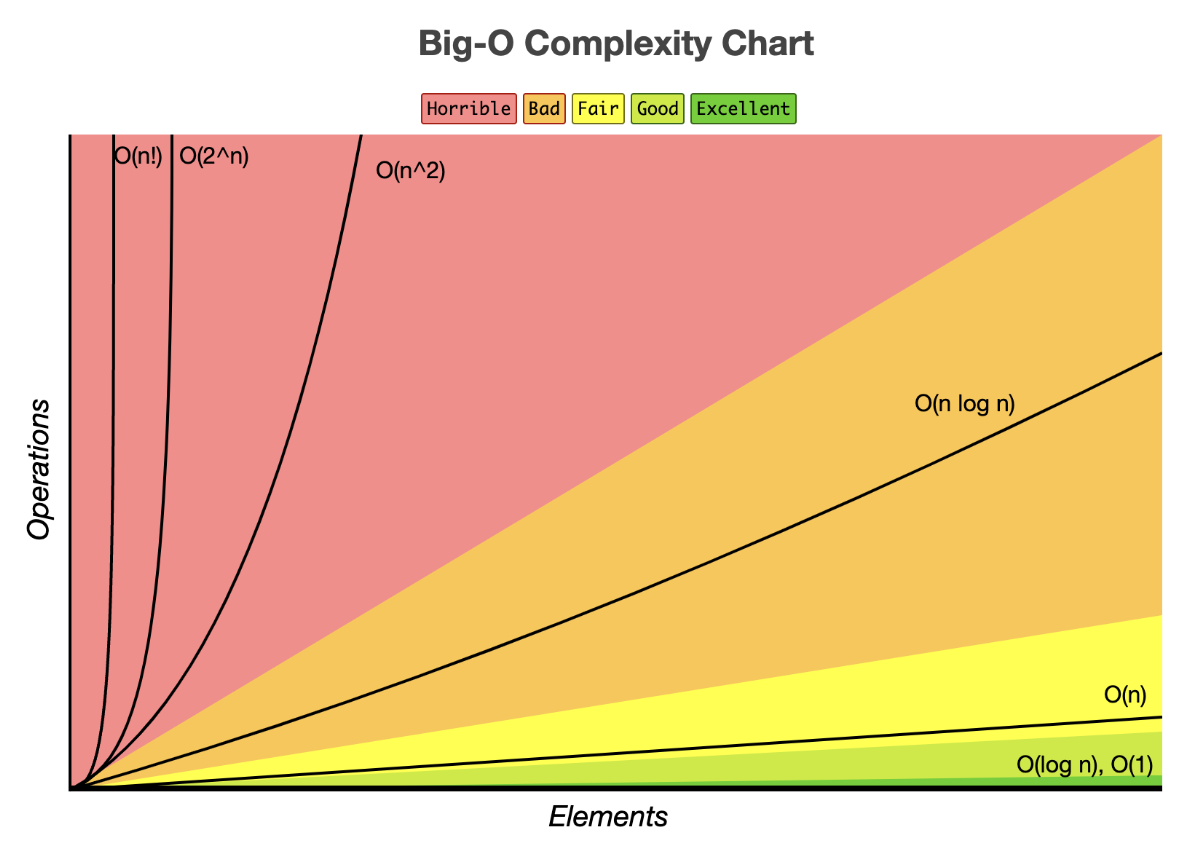 Big-O Complexity Chart
Horrible Bad Fair Good Excellent
O(n!) O(2^n)
O(n^2)
O(n log n)
Operations
O(n)
O(log n), O(1)
Elements